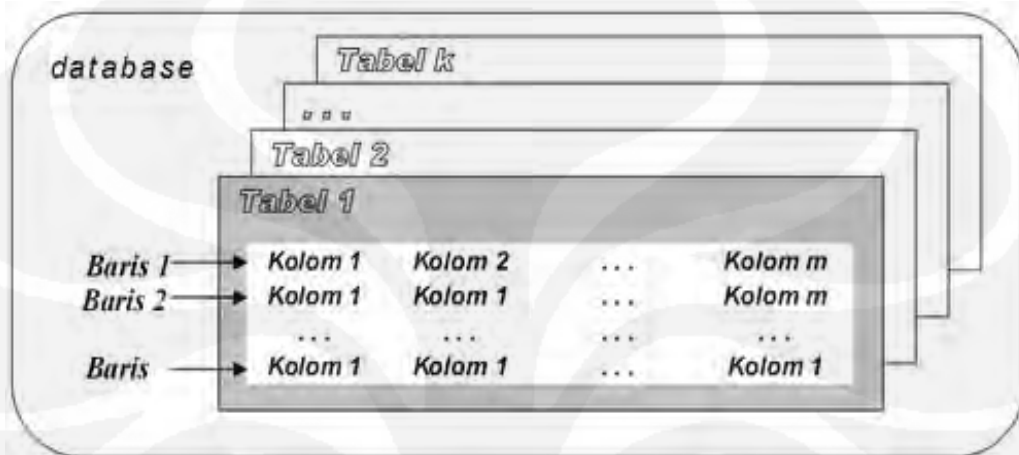 database
Tabel k
...
Tabel 2
Tabel 1
Baris 1 Kolom 1 Kolom 2 ... Kolom m
Baris 2 Kolom 1 Kolom 1 ... Kolom m
... ... ... ...
Baris Kolom 1 Kolom 1 ... Kolom 1